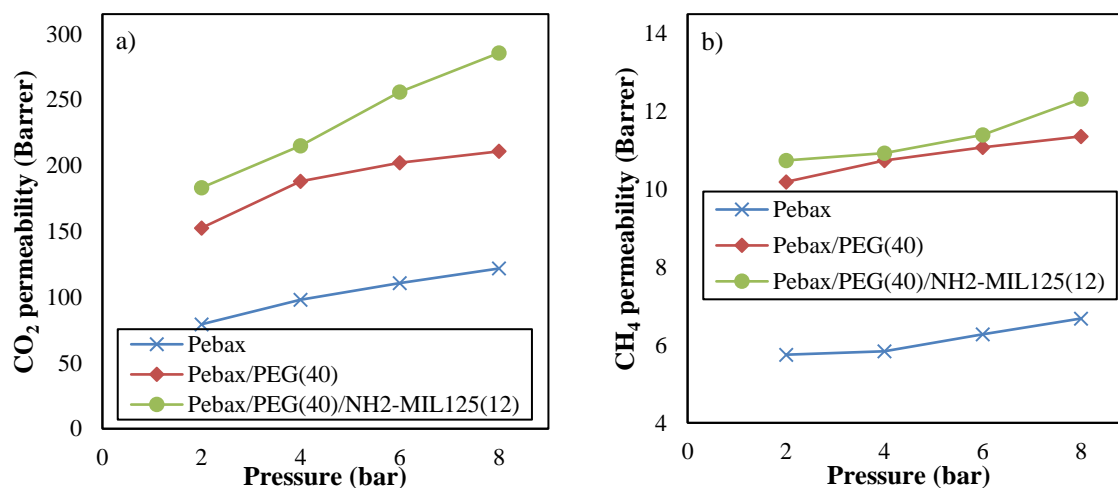 a)
CO₂ permeability (Barrer)
300
250
200
150
100
50
0
Pebax
Pebax/PEG(40)
Pebax/PEG(40)/NH2-MIL125(12)
0 2 4 6 8
Pressure (bar)
b)
CH₄ permeability (Barrer)
14
12
10
8
6
4
Pebax
Pebax/PEG(40)
Pebax/PEG(40)/NH2-MIL125(12)
0 2 4 6 8
Pressure (bar)